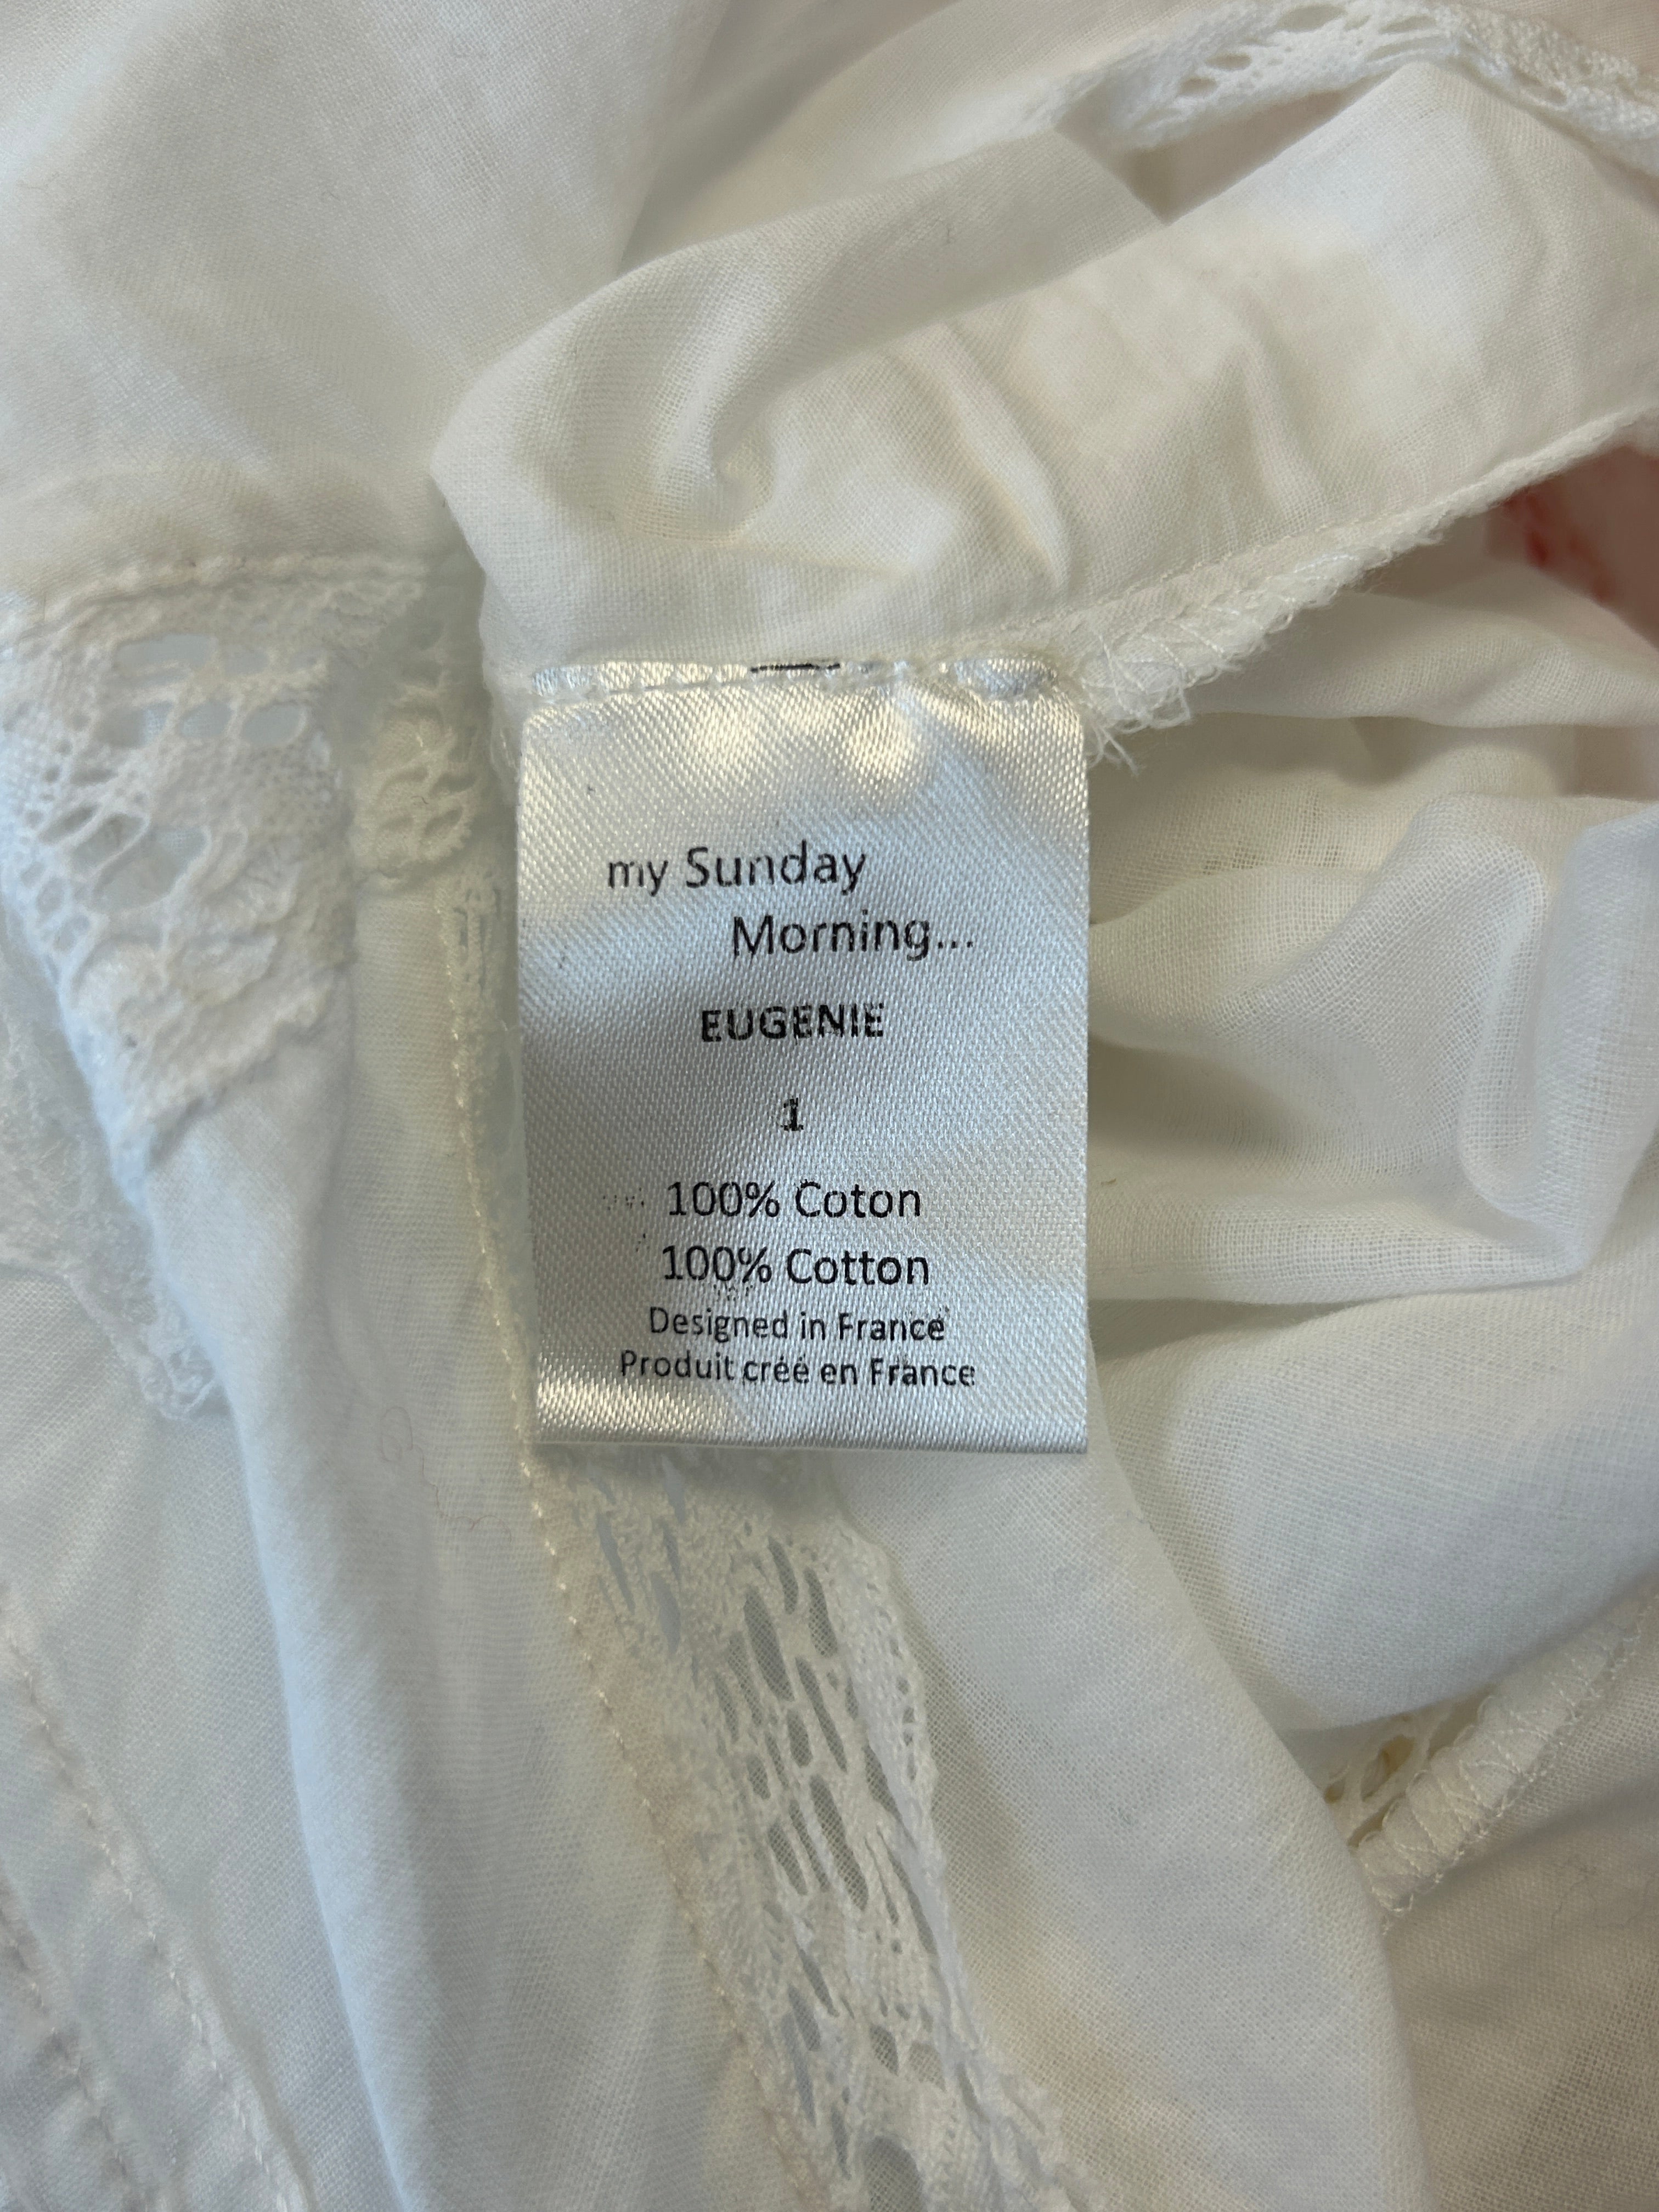 my Sunday
Morning...
EUGENIE
1
100% Coton
100% Cotton
Designed in France
Produit créé en France